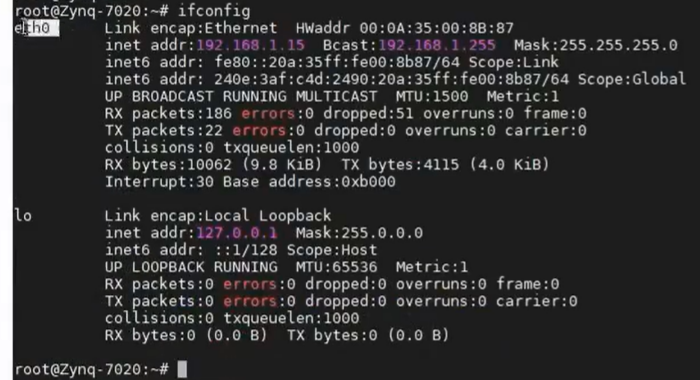 root@Zynq-7020:~# ifconfig
eth0 Link encap:Ethernet HWaddr 00:0A:35:00:8B:87
inet addr:192.168.1.15 Bcast:192.168.1.255 Mask:255.255.255.0
inet6 addr: fe80::20a:35ff:fe00:8b87/64 Scope:Link
inet6 addr: 240e:3af:c4d:2490:20a:35ff:fe00:8b87/64 Scope:Global
UP BROADCAST RUNNING MULTICAST MTU:1500 Metric:1
RX packets:186 errors:0 dropped:51 overruns:0 frame:0
TX packets:22 errors:0 dropped:0 overruns:0 carrier:0
collisions:0 txqueuelen:1000
RX bytes:10062 (9.8 KiB) TX bytes:4115 (4.0 KiB)
Interrupt:30 Base address:0xb000
lo Link encap:Local Loopback
inet addr:127.0.0.1 Mask:255.0.0.0
inet6 addr: ::1/128 Scope:Host
UP LOOPBACK RUNNING MTU:65536 Metric:1
RX packets:0 errors:0 dropped:0 overruns:0 frame:0
TX packets:0 errors:0 dropped:0 overruns:0 carrier:0
collisions:0 txqueuelen:1000
RX bytes:0 (0.0 B) TX bytes:0 (0.0 B)
root@Zynq-7020:~#